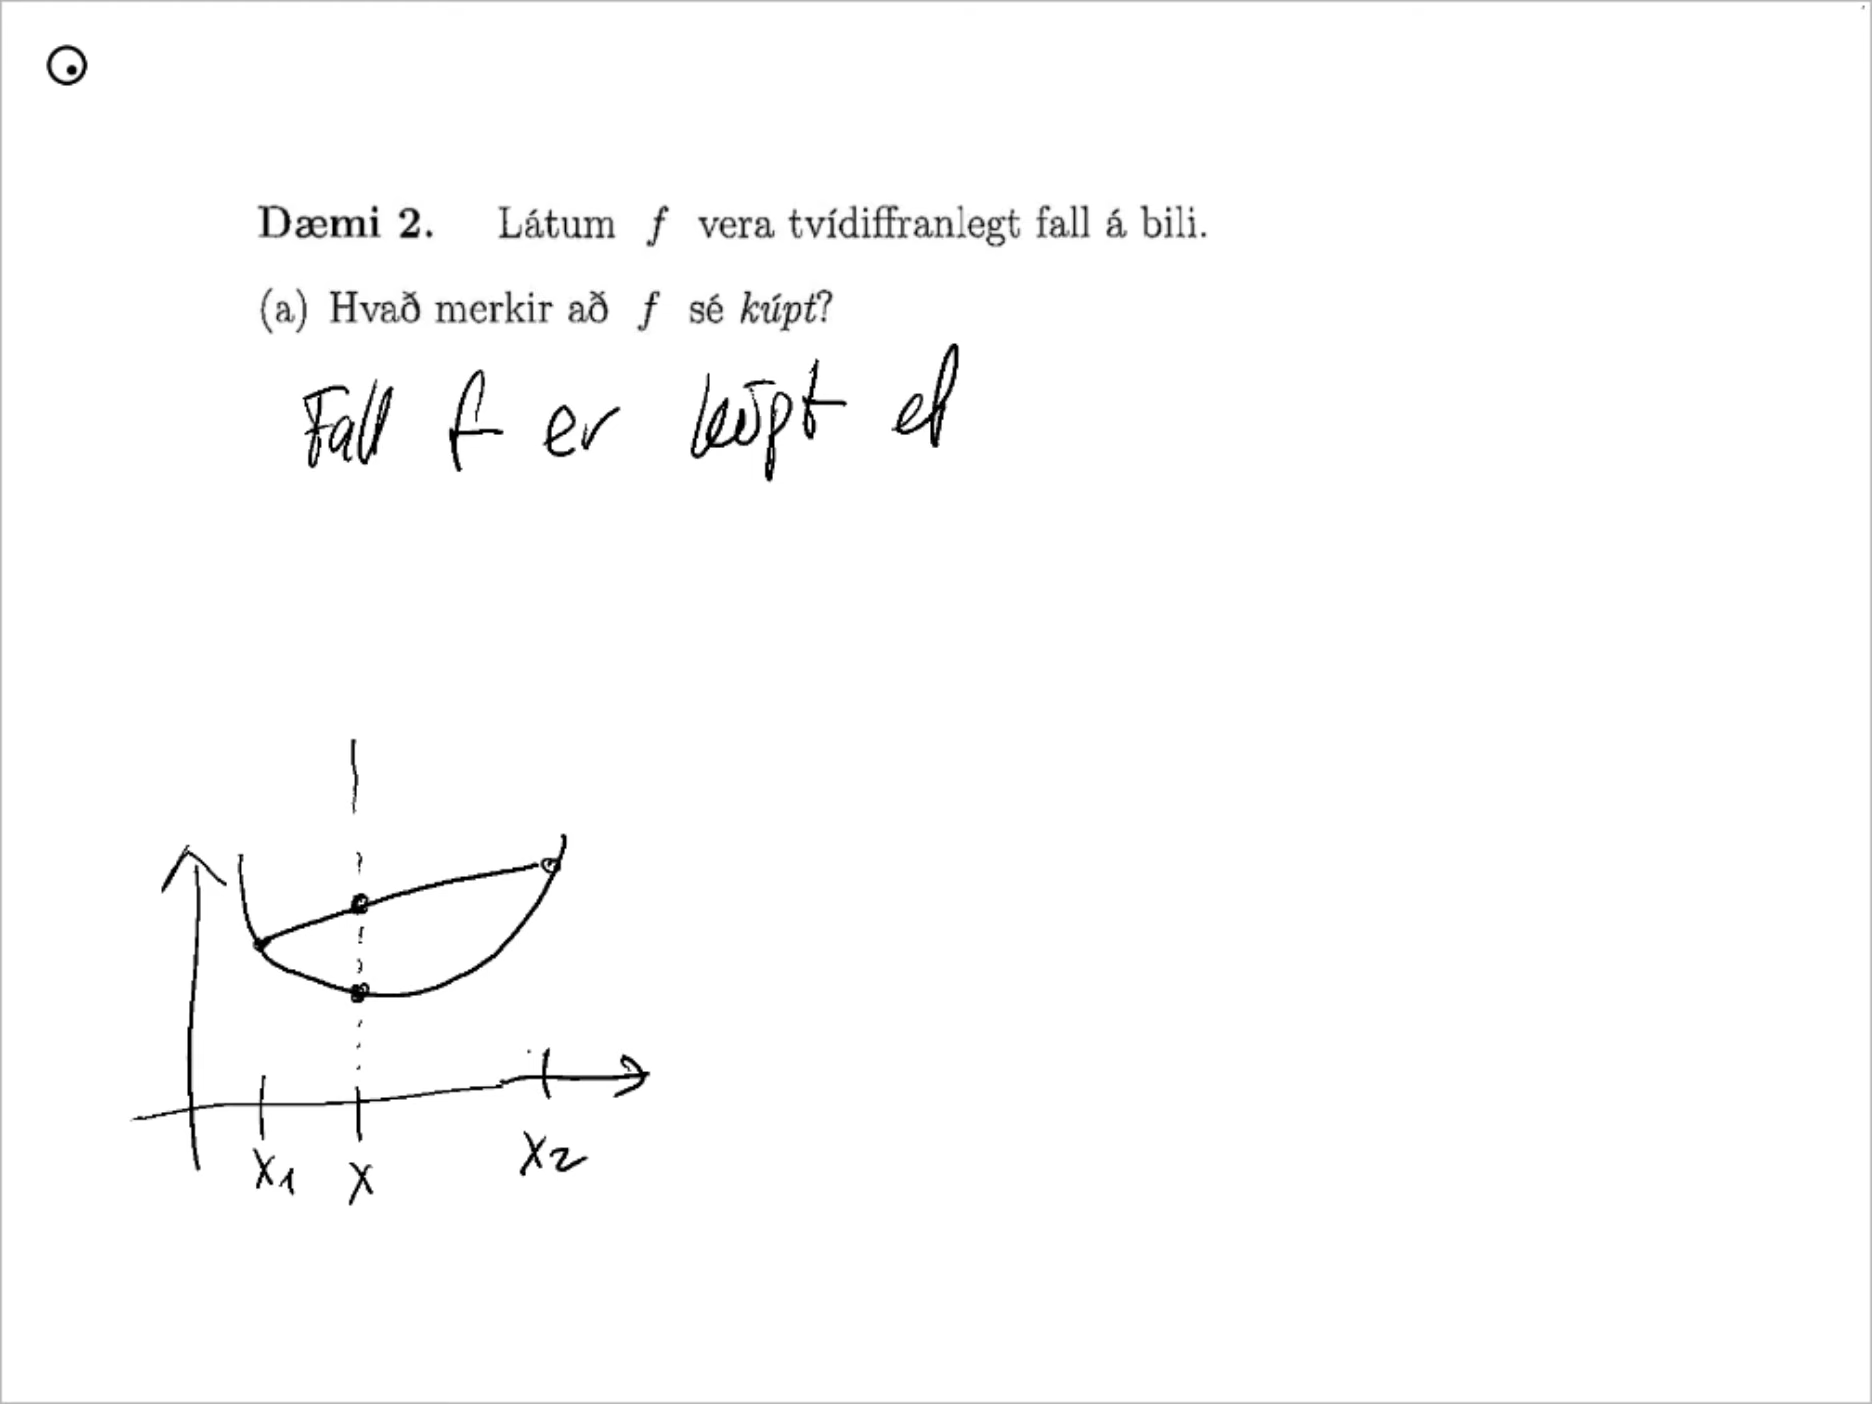 Dæmi 2. Látum f vera tvídiffranlegt fall á bili.
(a) Hvað merkir að f sé kúpt?
Fall f er kúpt ef
x1 x x2